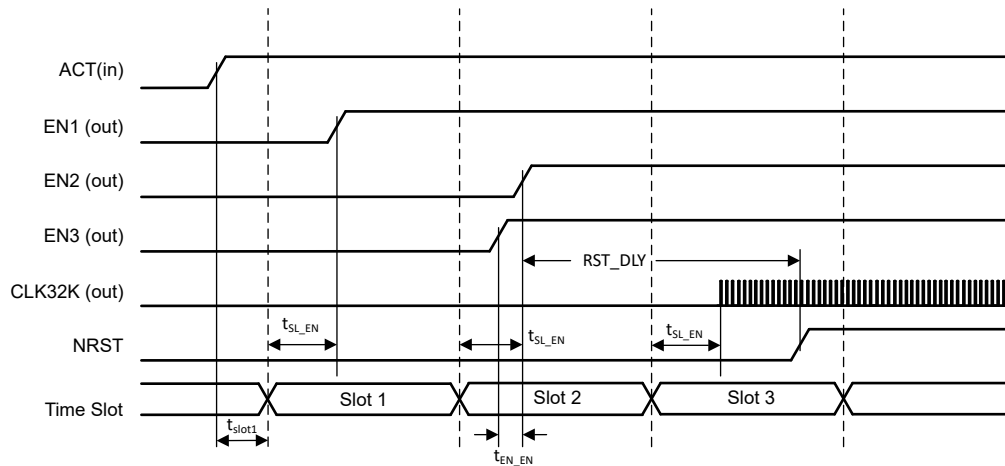 ACT(in)
EN1 (out)
EN2 (out)
EN3 (out)
RST_DLY
CLK32K (out)
tSL_EN
tSL_EN
tSL_EN
NRST
Time Slot
Slot 1
Slot 2
Slot 3
tslot1
tEN_EN